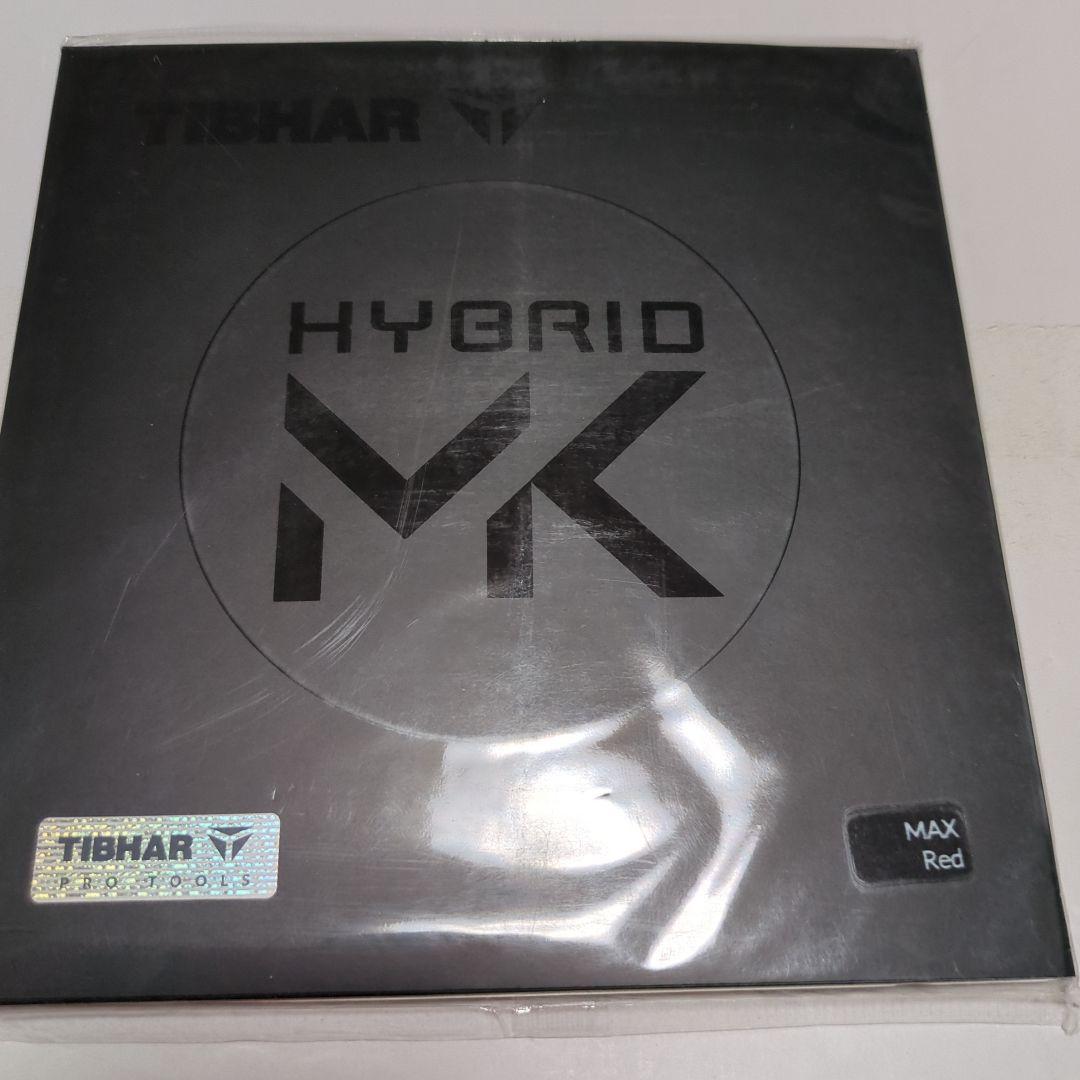 TIBHAR
HYBRID
MK
TIBHAR
PRO TOOLS
MAX
Red